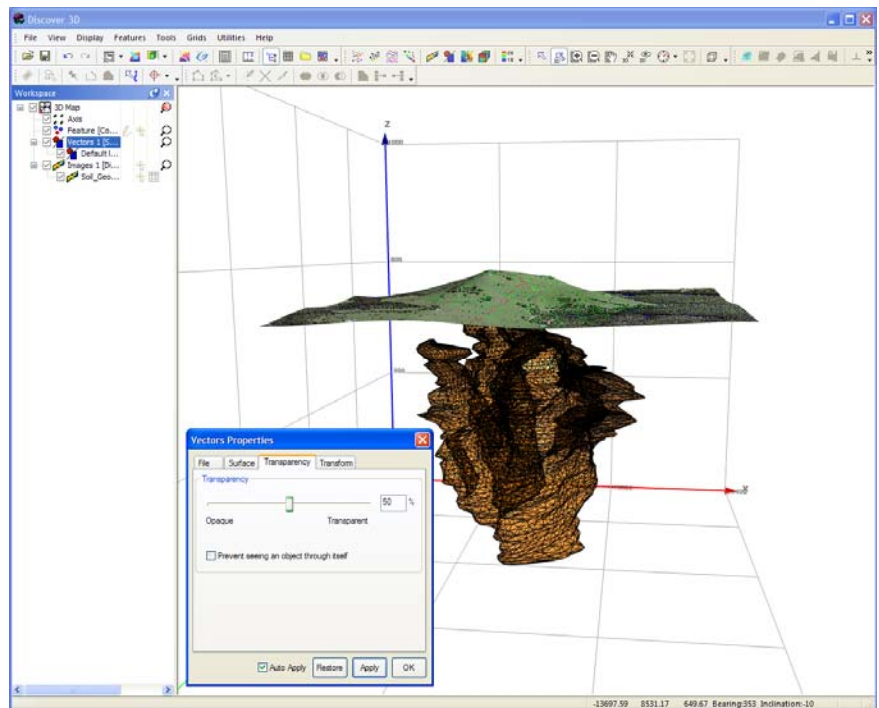 Discover 3D
File View Display Features Tools Grids Utilities Help
Workspace
3D Map
Axis
Feature [Co...
Vectors 1 [S...
Default l...
Images 1 [Di...
Soil_Geo...
Z
X
Vectors Properties
File Surface Transparency Transform
Transparency
50 %
Opaque Transparent
Prevent seeing an object through itself
Auto Apply Restore Apply OK
-13697.59 8531.17 649.67 Bearing:353 Inclination:-10